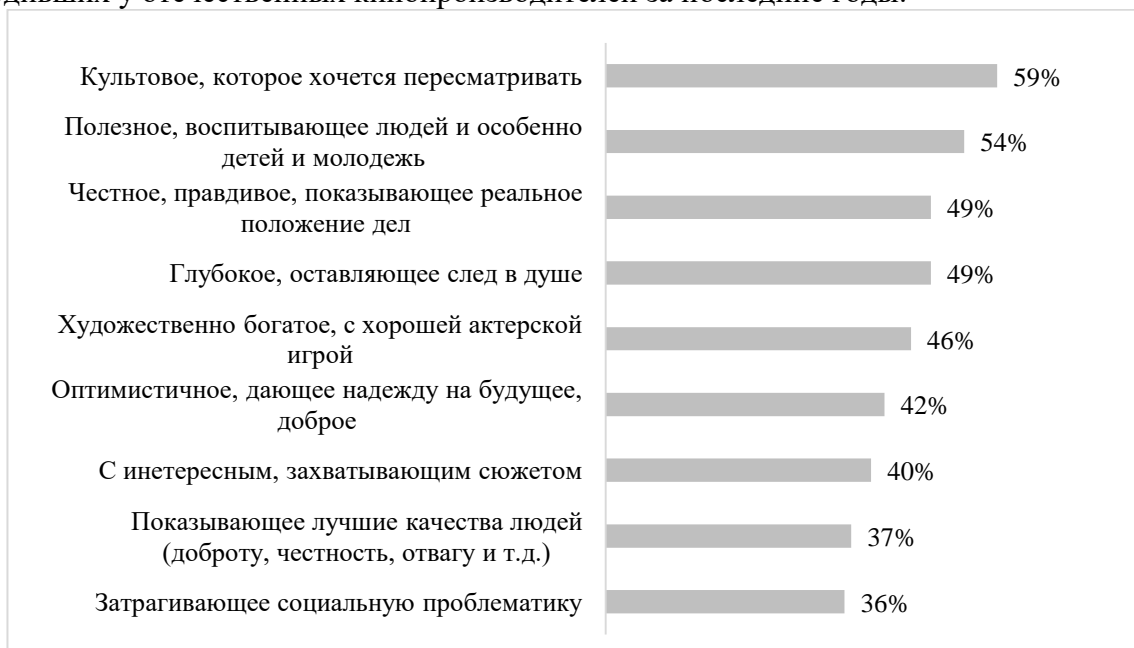 у отечественных кинопроизводителей за последние годы.
Культовое, которое хочется пересматривать
59%
Полезное, воспитывающее людей и особенно
детей и молодежь
54%
Честное, правдивое, показывающее реальное
положение дел
49%
Глубокое, оставляющее след в душе
49%
Художественно богатое, с хорошей актерской
игрой
46%
Оптимистичное, дающее надежду на будущее,
доброе
42%
С инетересным, захватывающим сюжетом
40%
Показывающее лучшие качества людей
(доброту, честность, отвагу и т.д.)
37%
Затрагивающее социальную проблематику
36%